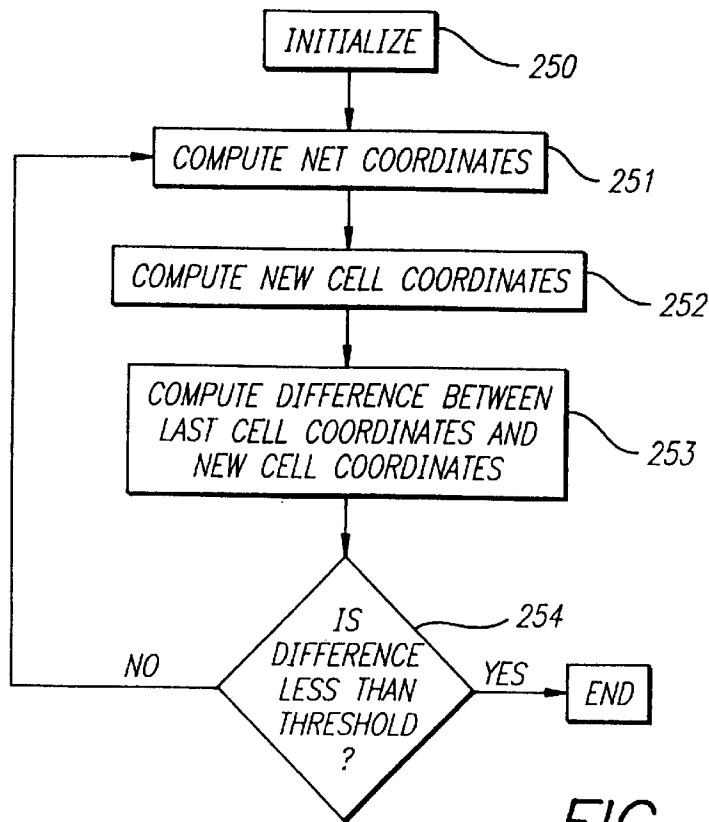 INITIALIZE
250
COMPUTE NET COORDINATES
251
COMPUTE NEW CELL COORDINATES
252
COMPUTE DIFFERENCE BETWEEN
LAST CELL COORDINATES AND
NEW CELL COORDINATES
253
IS
DIFFERENCE
LESS THAN
THRESHOLD
?
254
NO
YES
END
FIG